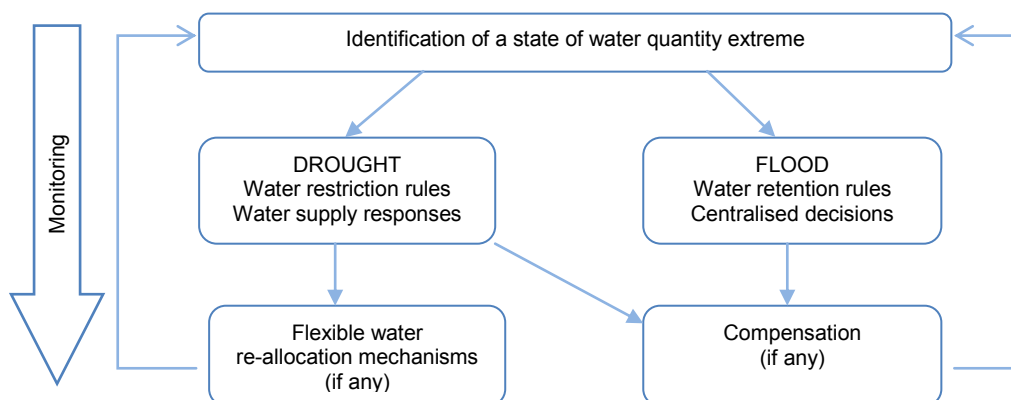 Identification of a state of water quantity extreme
Monitoring
DROUGHT
Water restriction rules
Water supply responses
FLOOD
Water retention rules
Centralised decisions
Flexible water
re-allocation mechanisms
(if any)
Compensation
(if any)